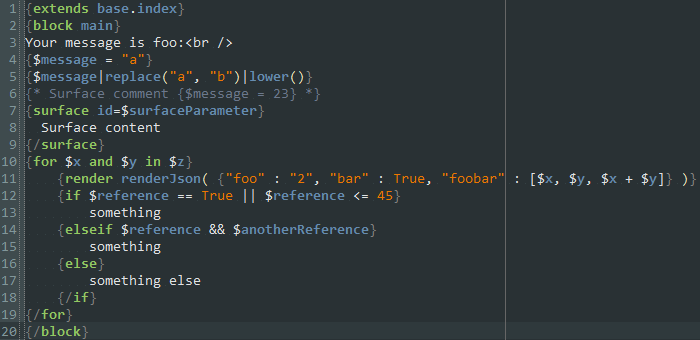 1 {extends base.index}
2 {block main}
3 Your message is foo:<br />
4 {$message = "a"}
5 {$message|replace("a", "b")|lower()}
6 {* Surface comment {$message = 23} *}
7 {surface id=$surfaceParameter}
8   Surface content
9 {/surface}
10 {for $x and $y in $z}
11     {render renderJson( {"foo" : "2", "bar" : True, "foobar" : [$x, $y, $x + $y]} )}
12     {if $reference == True || $reference <= 45}
13         something
14     {elseif $reference && $anotherReference}
15         something
16     {else}
17         something else
18     {/if}
19 {/for}
20 {/block}